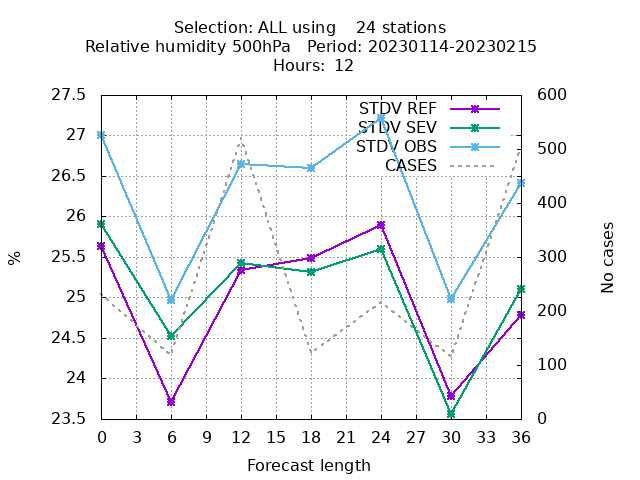 Selection: ALL using    24 stations
Relative humidity 500hPa   Period: 20230114-20230215
Hours:  12
27.5
27
26.5
26
25.5
25
24.5
24
23.5
600
500
400
300
200
100
0
STDV REF
STDV SEV
STDV OBS
CASES
%
No cases
0 3 6 9 12 15 18 21 24 27 30 33 36
Forecast length